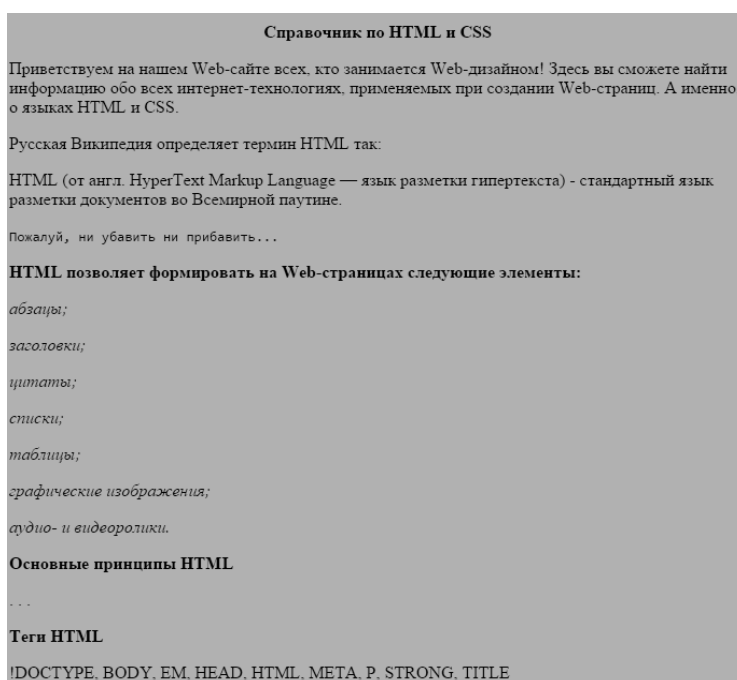 Справочник по HTML и CSS
Приветствуем на нашем Web-сайте всех, кто занимается Web-дизайном! Здесь вы сможете найти
информацию обо всех интернет-технологиях, применяемых при создании Web-страниц. А именно
о языках HTML и CSS.
Русская Википедия определяет термин HTML так:
HTML (от англ. HyperText Markup Language — язык разметки гипертекста) - стандартный язык
разметки документов во Всемирной паутине.
Пожалуй, ни убавить ни прибавить...
HTML позволяет формировать на Web-страницах следующие элементы:
абзацы;
заголовки;
цитаты;
списки;
таблицы;
графические изображения;
аудио- и видеоролики.
Основные принципы HTML
. . .
Теги HTML
!DOCTYPE, BODY, EM, HEAD, HTML, META, P, STRONG, TITLE